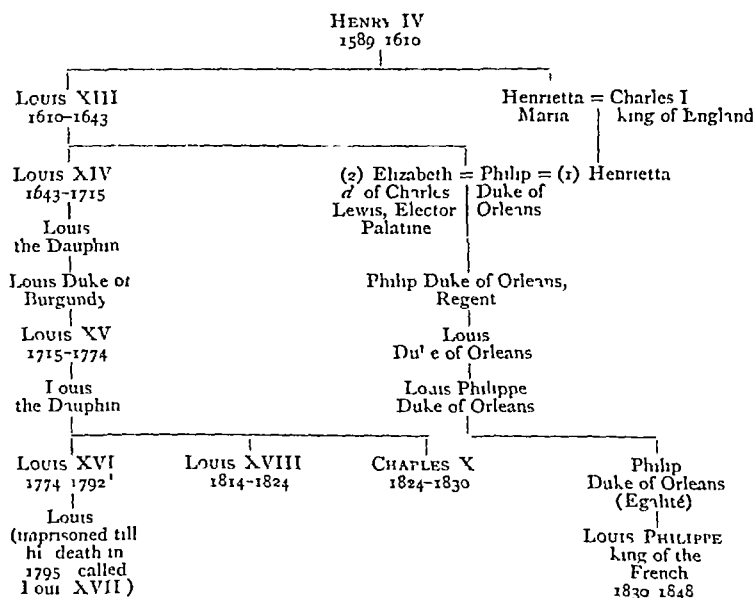 HENRY IV
1589 1610
LOUIS XIII
1610–1643
Henrietta = Charles I
Maria king of England
LOUIS XIV
1643-1715
(2) Elizabeth = Philip = (1) Henrietta
d of Charles Duke of
Lewis, Elector Orleans
Palatine
Louis
the Dauphin
Louis Duke of
Burgundy
Philip Duke of Orleans,
Regent
LOUIS XV
1715-1774
Louis
Duke of Orleans
Louis
the Dauphin
Louis Philippe
Duke of Orleans
LOUIS XVI
1774 1792
LOUIS XVIII
1814-1824
CHARLES X
1824-1830
Philip
Duke of Orleans
(Egalité)
Louis
(imprisoned till
hi death in
1795 called
Loui XVII)
LOUIS PHILIPPE
king of the
French
1830 1848